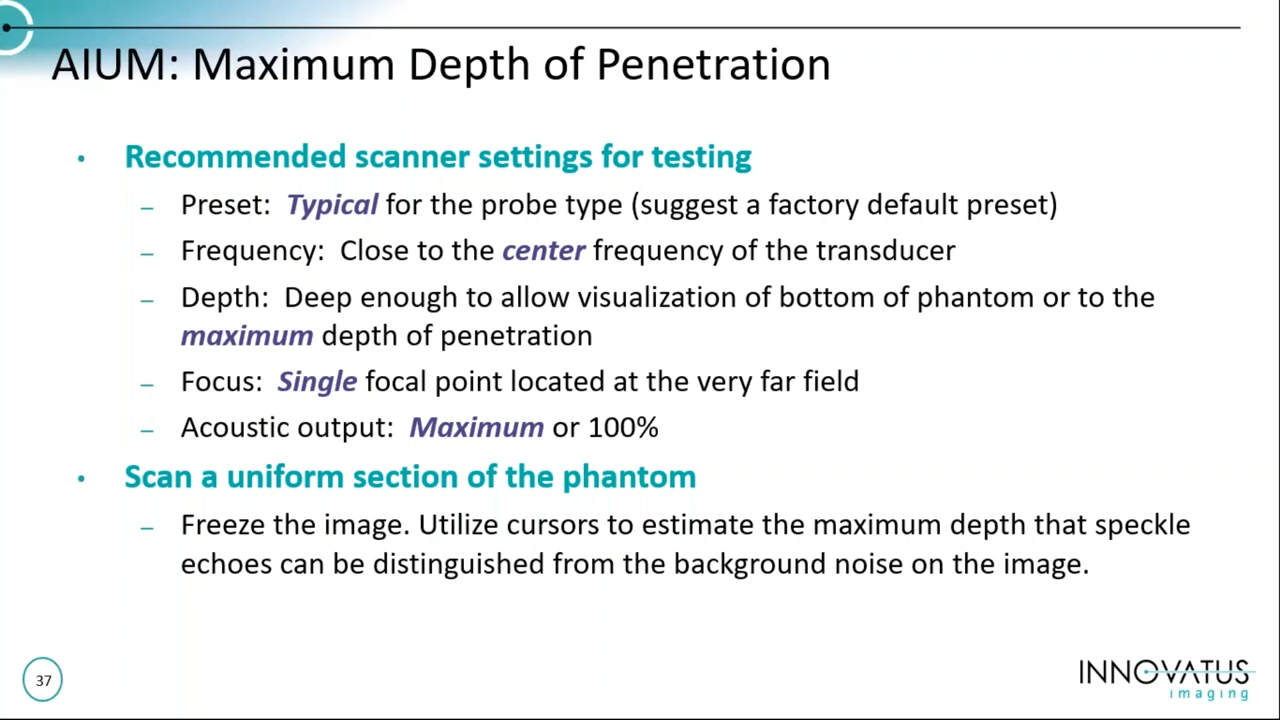 AIUM: Maximum Depth of Penetration
• Recommended scanner settings for testing
– Preset: Typical for the probe type (suggest a factory default preset)
– Frequency: Close to the center frequency of the transducer
– Depth: Deep enough to allow visualization of bottom of phantom or to the
maximum depth of penetration
– Focus: Single focal point located at the very far field
– Acoustic output: Maximum or 100%
• Scan a uniform section of the phantom
– Freeze the image. Utilize cursors to estimate the maximum depth that speckle
echoes can be distinguished from the background noise on the image.
37
INNOVATUS
imaging